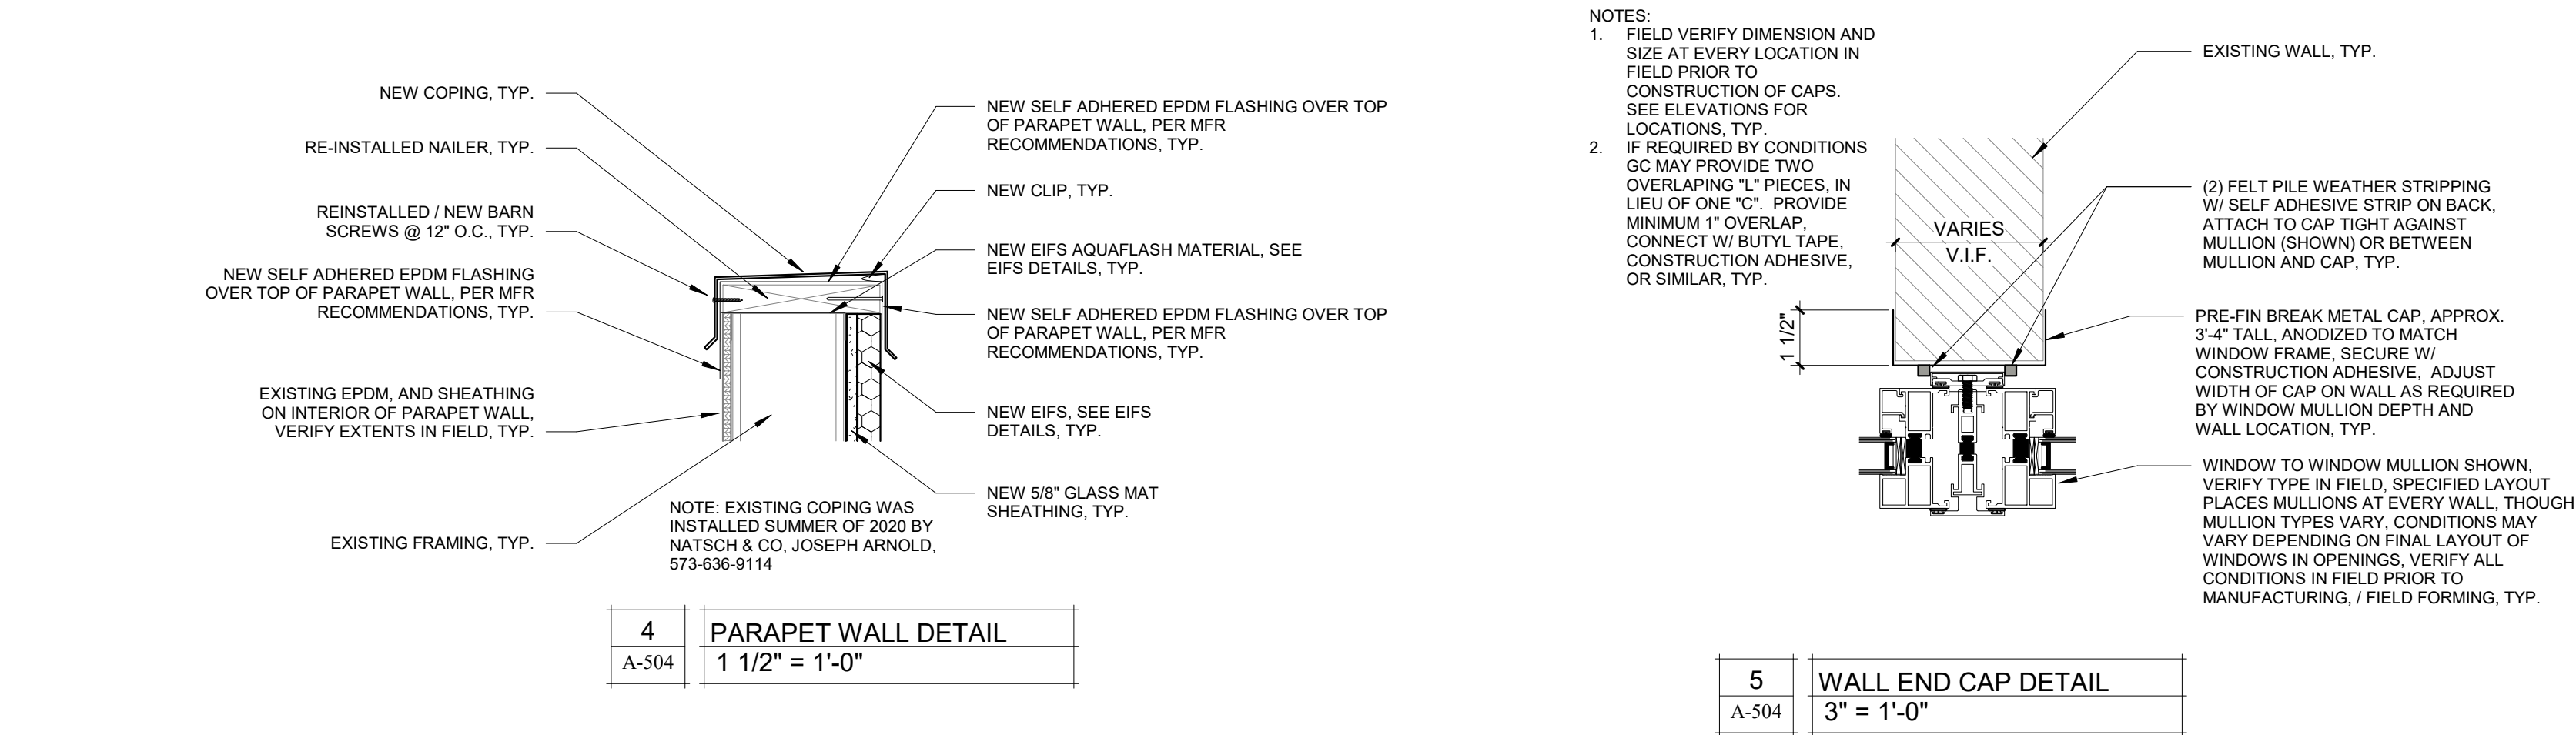 NEW COPING, TYP.
RE-INSTALLED NAILER, TYP.
REINSTALLED / NEW BARN
SCREWS @ 12" O.C., TYP.
NEW SELF ADHERED EPDM FLASHING
OVER TOP OF PARAPET WALL, PER MFR
RECOMMENDATIONS, TYP.
EXISTING EPDM, AND SHEATHING
ON INTERIOR OF PARAPET WALL,
VERIFY EXTENTS IN FIELD, TYP.
EXISTING FRAMING, TYP.
NEW SELF ADHERED EPDM FLASHING OVER TOP
OF PARAPET WALL, PER MFR
RECOMMENDATIONS, TYP.
NEW CLIP, TYP.
NEW EIFS AQUAFLASH MATERIAL, SEE
EIFS DETAILS, TYP.
NEW SELF ADHERED EPDM FLASHING OVER TOP
OF PARAPET WALL, PER MFR
RECOMMENDATIONS, TYP.
NEW EIFS, SEE EIFS
DETAILS, TYP.
NEW 5/8" GLASS MAT
SHEATHING, TYP.
NOTE: EXISTING COPING WAS
INSTALLED SUMMER OF 2020 BY
NATSCH & CO, JOSEPH ARNOLD,
573-636-9114
4
A-504
PARAPET WALL DETAIL
1 1/2" = 1'-0"
NOTES:
1. FIELD VERIFY DIMENSION AND
SIZE AT EVERY LOCATION IN
FIELD PRIOR TO
CONSTRUCTION OF CAPS.
SEE ELEVATIONS FOR
LOCATIONS, TYP.
2. IF REQUIRED BY CONDITIONS
GC MAY PROVIDE TWO
OVERLAPING "L" PIECES, IN
LIEU OF ONE "C". PROVIDE
MINIMUM 1" OVERLAP,
CONNECT W/ BUTYL TAPE,
CONSTRUCTION ADHESIVE,
OR SIMILAR, TYP.
VARIES
V.I.F.
1 1/2"
EXISTING WALL, TYP.
(2) FELT PILE WEATHER STRIPPING
W/ SELF ADHESIVE STRIP ON BACK,
ATTACH TO CAP TIGHT AGAINST
MULLION (SHOWN) OR BETWEEN
MULLION AND CAP, TYP.
PRE-FIN BREAK METAL CAP, APPROX.
3'-4" TALL, ANODIZED TO MATCH
WINDOW FRAME, SECURE W/
CONSTRUCTION ADHESIVE, ADJUST
WIDTH OF CAP ON WALL AS REQUIRED
BY WINDOW MULLION DEPTH AND
WALL LOCATION, TYP.
WINDOW TO WINDOW MULLION SHOWN,
VERIFY TYPE IN FIELD, SPECIFIED LAYOUT
PLACES MULLIONS AT EVERY WALL, THOUGH
MULLION TYPES VARY, CONDITIONS MAY
VARY DEPENDING ON FINAL LAYOUT OF
WINDOWS IN OPENINGS, VERIFY ALL
CONDITIONS IN FIELD PRIOR TO
MANUFACTURING, / FIELD FORMING, TYP.
5
A-504
WALL END CAP DETAIL
3" = 1'-0"